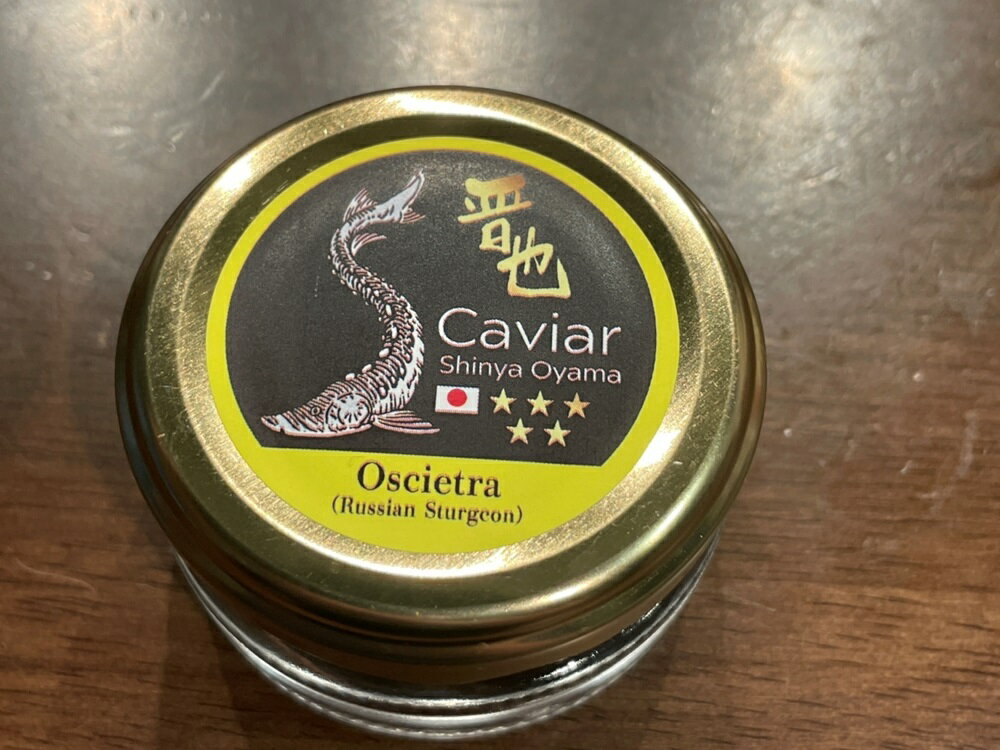 晋也
Caviar
Shinya Oyama
Oscietra
(Russian Sturgeon)